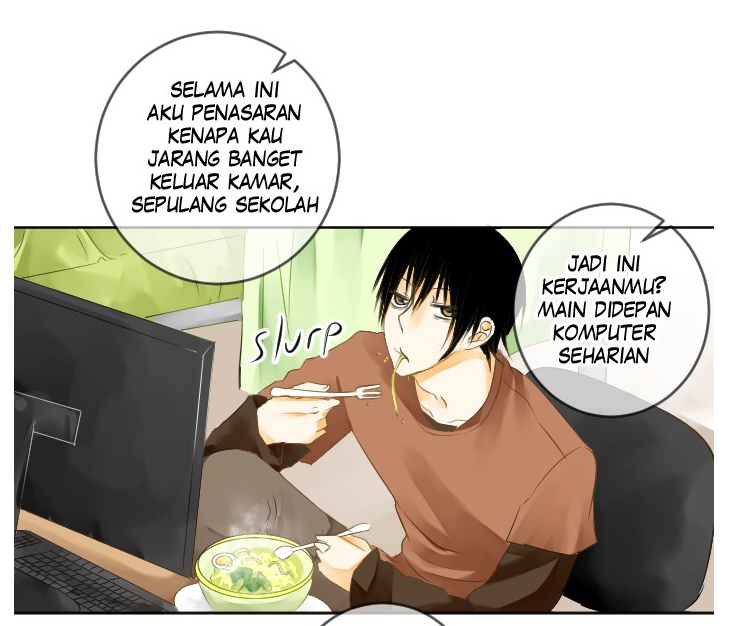 SELAMA INI
AKU PENASARAN
KENAPA KAU
JARANG BANGET
KELUAR KAMAR,
SEPULANG SEKOLAH
JADI INI
KERJAANMU?
MAIN DIDEPAN
KOMPUTER
SEHARIAN
slurp